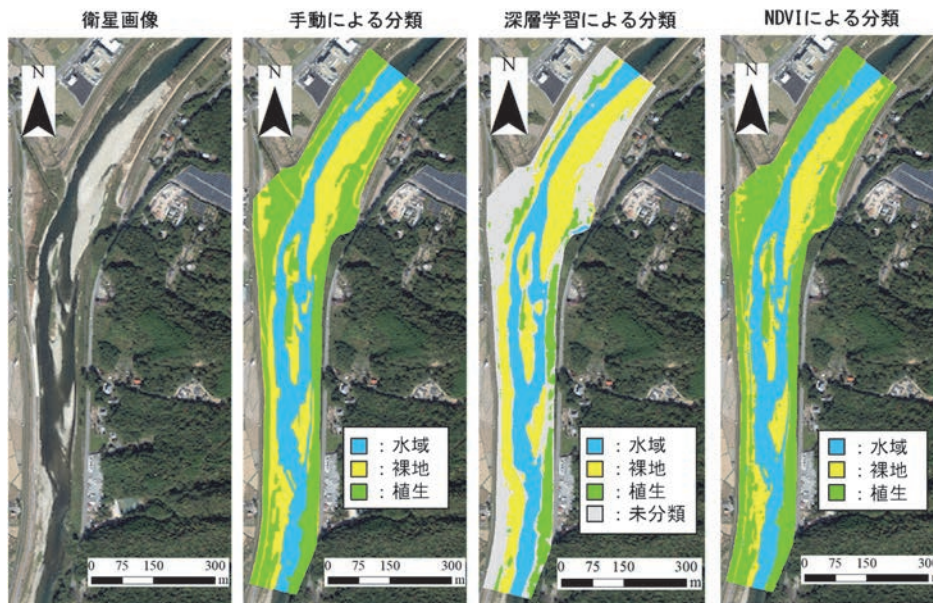 衛星画像
手動による分類
深層学習による分類
NDVIによる分類
N
N
N
N
：水域
：裸地
：植生
：水域
：裸地
：植生
：未分類
：水域
：裸地
：植生
0 75 150 300
m
0 75 150 300
m
0 75 150 300
m
0 75 150 300
m